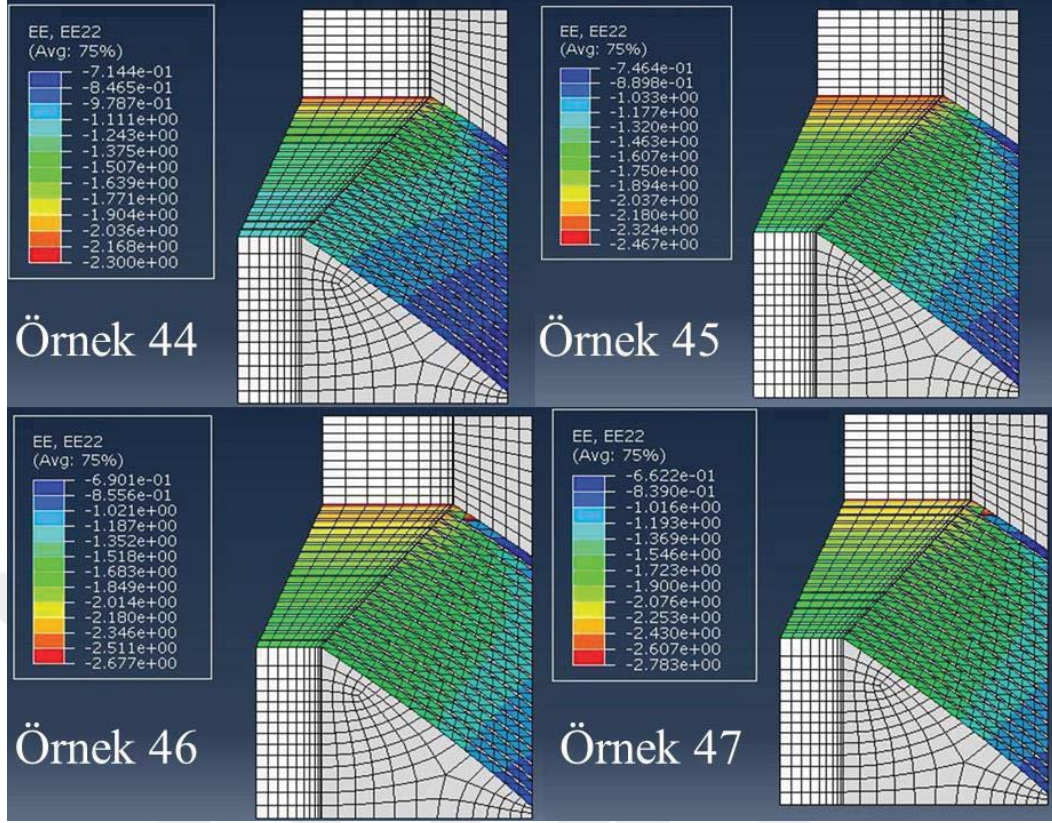 EE, EE22
(Avg: 75%)
-7.144e-01
-8.465e-01
-9.787e-01
-1.111e+00
-1.243e+00
-1.375e+00
-1.507e+00
-1.639e+00
-1.771e+00
-1.904e+00
-2.036e+00
-2.168e+00
-2.300e+00
Örnek 44
EE, EE22
(Avg: 75%)
-7.464e-01
-8.898e-01
-1.033e+00
-1.177e+00
-1.320e+00
-1.463e+00
-1.607e+00
-1.750e+00
-1.894e+00
-2.037e+00
-2.180e+00
-2.324e+00
-2.467e+00
Örnek 45
EE, EE22
(Avg: 75%)
-6.901e-01
-8.556e-01
-1.021e+00
-1.187e+00
-1.352e+00
-1.518e+00
-1.683e+00
-1.849e+00
-2.014e+00
-2.180e+00
-2.346e+00
-2.511e+00
-2.677e+00
Örnek 46
EE, EE22
(Avg: 75%)
-6.622e-01
-8.390e-01
-1.016e+00
-1.193e+00
-1.369e+00
-1.546e+00
-1.723e+00
-1.900e+00
-2.076e+00
-2.253e+00
-2.430e+00
-2.607e+00
-2.783e+00
Örnek 47